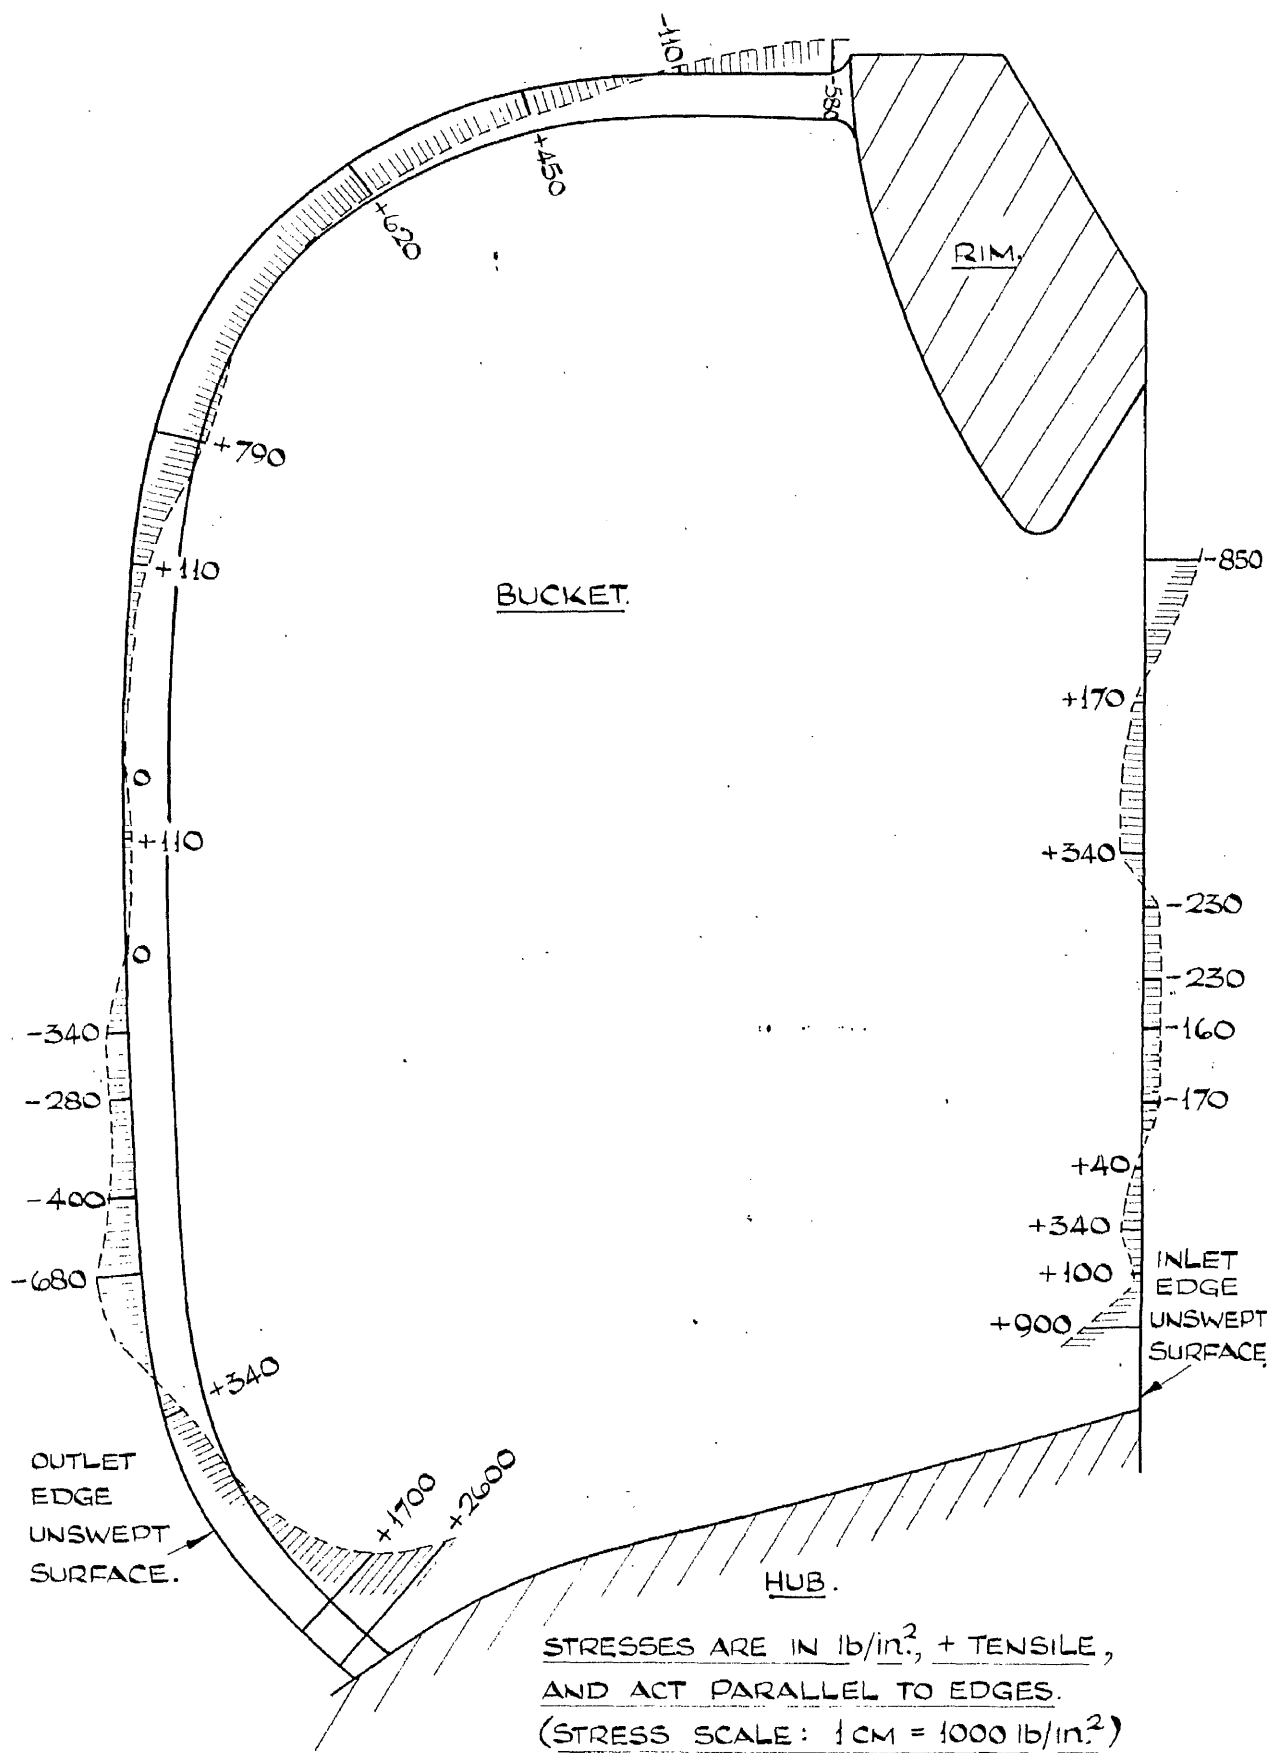 -110
-580
+450
+620
RIM.
+790
+110
-850
BUCKET.
+170
0
+110
+340
-230
0
-230
-340
-160
-280
-170
+40
-400
+340
-680
+100
INLET
EDGE
UNSWEPT
SURFACE
+900
+340
OUTLET
EDGE
UNSWEPT
SURFACE.
+1700
+2600
HUB.
STRESSES ARE IN lb/in.², + TENSILE,
AND ACT PARALLEL TO EDGES.
(STRESS SCALE: 1 CM = 1000 lb/in.²)